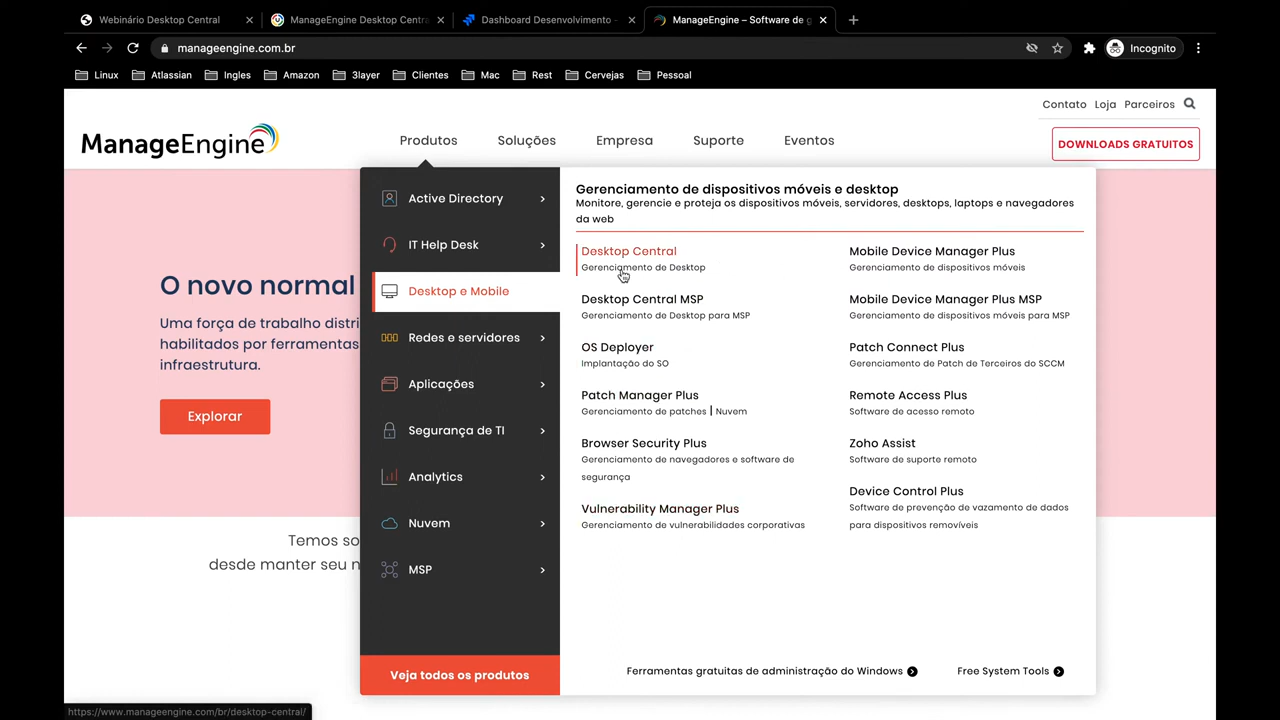 Webinário Desktop Central
ManageEngine Desktop Centra
Dashboard Desenvolvimento -
ManageEngine – Software de g
manageengine.com.br
Incognito
Linux
Atlassian
Ingles
Amazon
3layer
Clientes
Mac
Rest
Cervejas
Pessoal
Contato Loja Parceiros
ManageEngine
Produtos Soluções Empresa Suporte Eventos
DOWNLOADS GRATUITOS
O novo normal
Uma força de trabalho distri
habilitados por ferramentas
infraestrutura.
Explorar
Temos so
desde manter seu n
Active Directory
IT Help Desk
Desktop e Mobile
Redes e servidores
Aplicações
Segurança de TI
Analytics
Nuvem
MSP
Veja todos os produtos
Gerenciamento de dispositivos móveis e desktop
Monitore, gerencie e proteja os dispositivos móveis, servidores, desktops, laptops e navegadores
da web
Desktop Central
Gerenciamento de Desktop
Desktop Central MSP
Gerenciamento de Desktop para MSP
OS Deployer
Implantação do SO
Patch Manager Plus
Gerenciamento de patches | Nuvem
Browser Security Plus
Gerenciamento de navegadores e software de
segurança
Vulnerability Manager Plus
Gerenciamento de vulnerabilidades corporativas
Mobile Device Manager Plus
Gerenciamento de dispositivos móveis
Mobile Device Manager Plus MSP
Gerenciamento de dispositivos móveis para MSP
Patch Connect Plus
Gerenciamento de Patch de Terceiros do SCCM
Remote Access Plus
Software de acesso remoto
Zoho Assist
Software de suporte remoto
Device Control Plus
Software de prevenção de vazamento de dados
para dispositivos removíveis
Ferramentas gratuitas de administração do Windows
Free System Tools
https://www.manageengine.com/br/desktop-central/